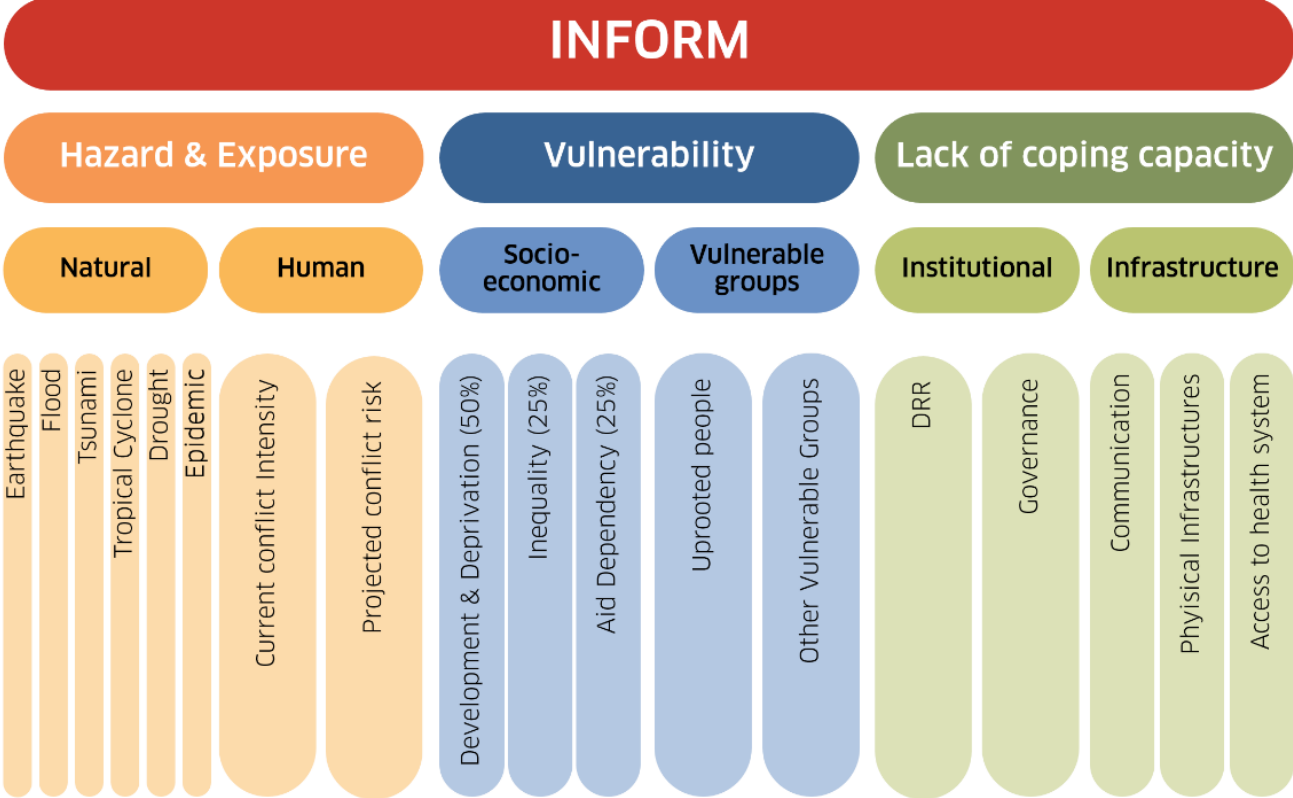 INFORM
Hazard & Exposure
Vulnerability
Lack of coping capacity
Natural
Human
Socio-
economic
Vulnerable
groups
Institutional
Infrastructure
Earthquake
Flood
Tsunami
Tropical Cyclone
Drought
Epidemic
Current conflict Intensity
Projected conflict risk
Development & Deprivation (50%)
Inequality (25%)
Aid Dependency (25%)
Uprooted people
Other Vulnerable Groups
DRR
Governance
Communication
Phyisical Infrastructures
Access to health system